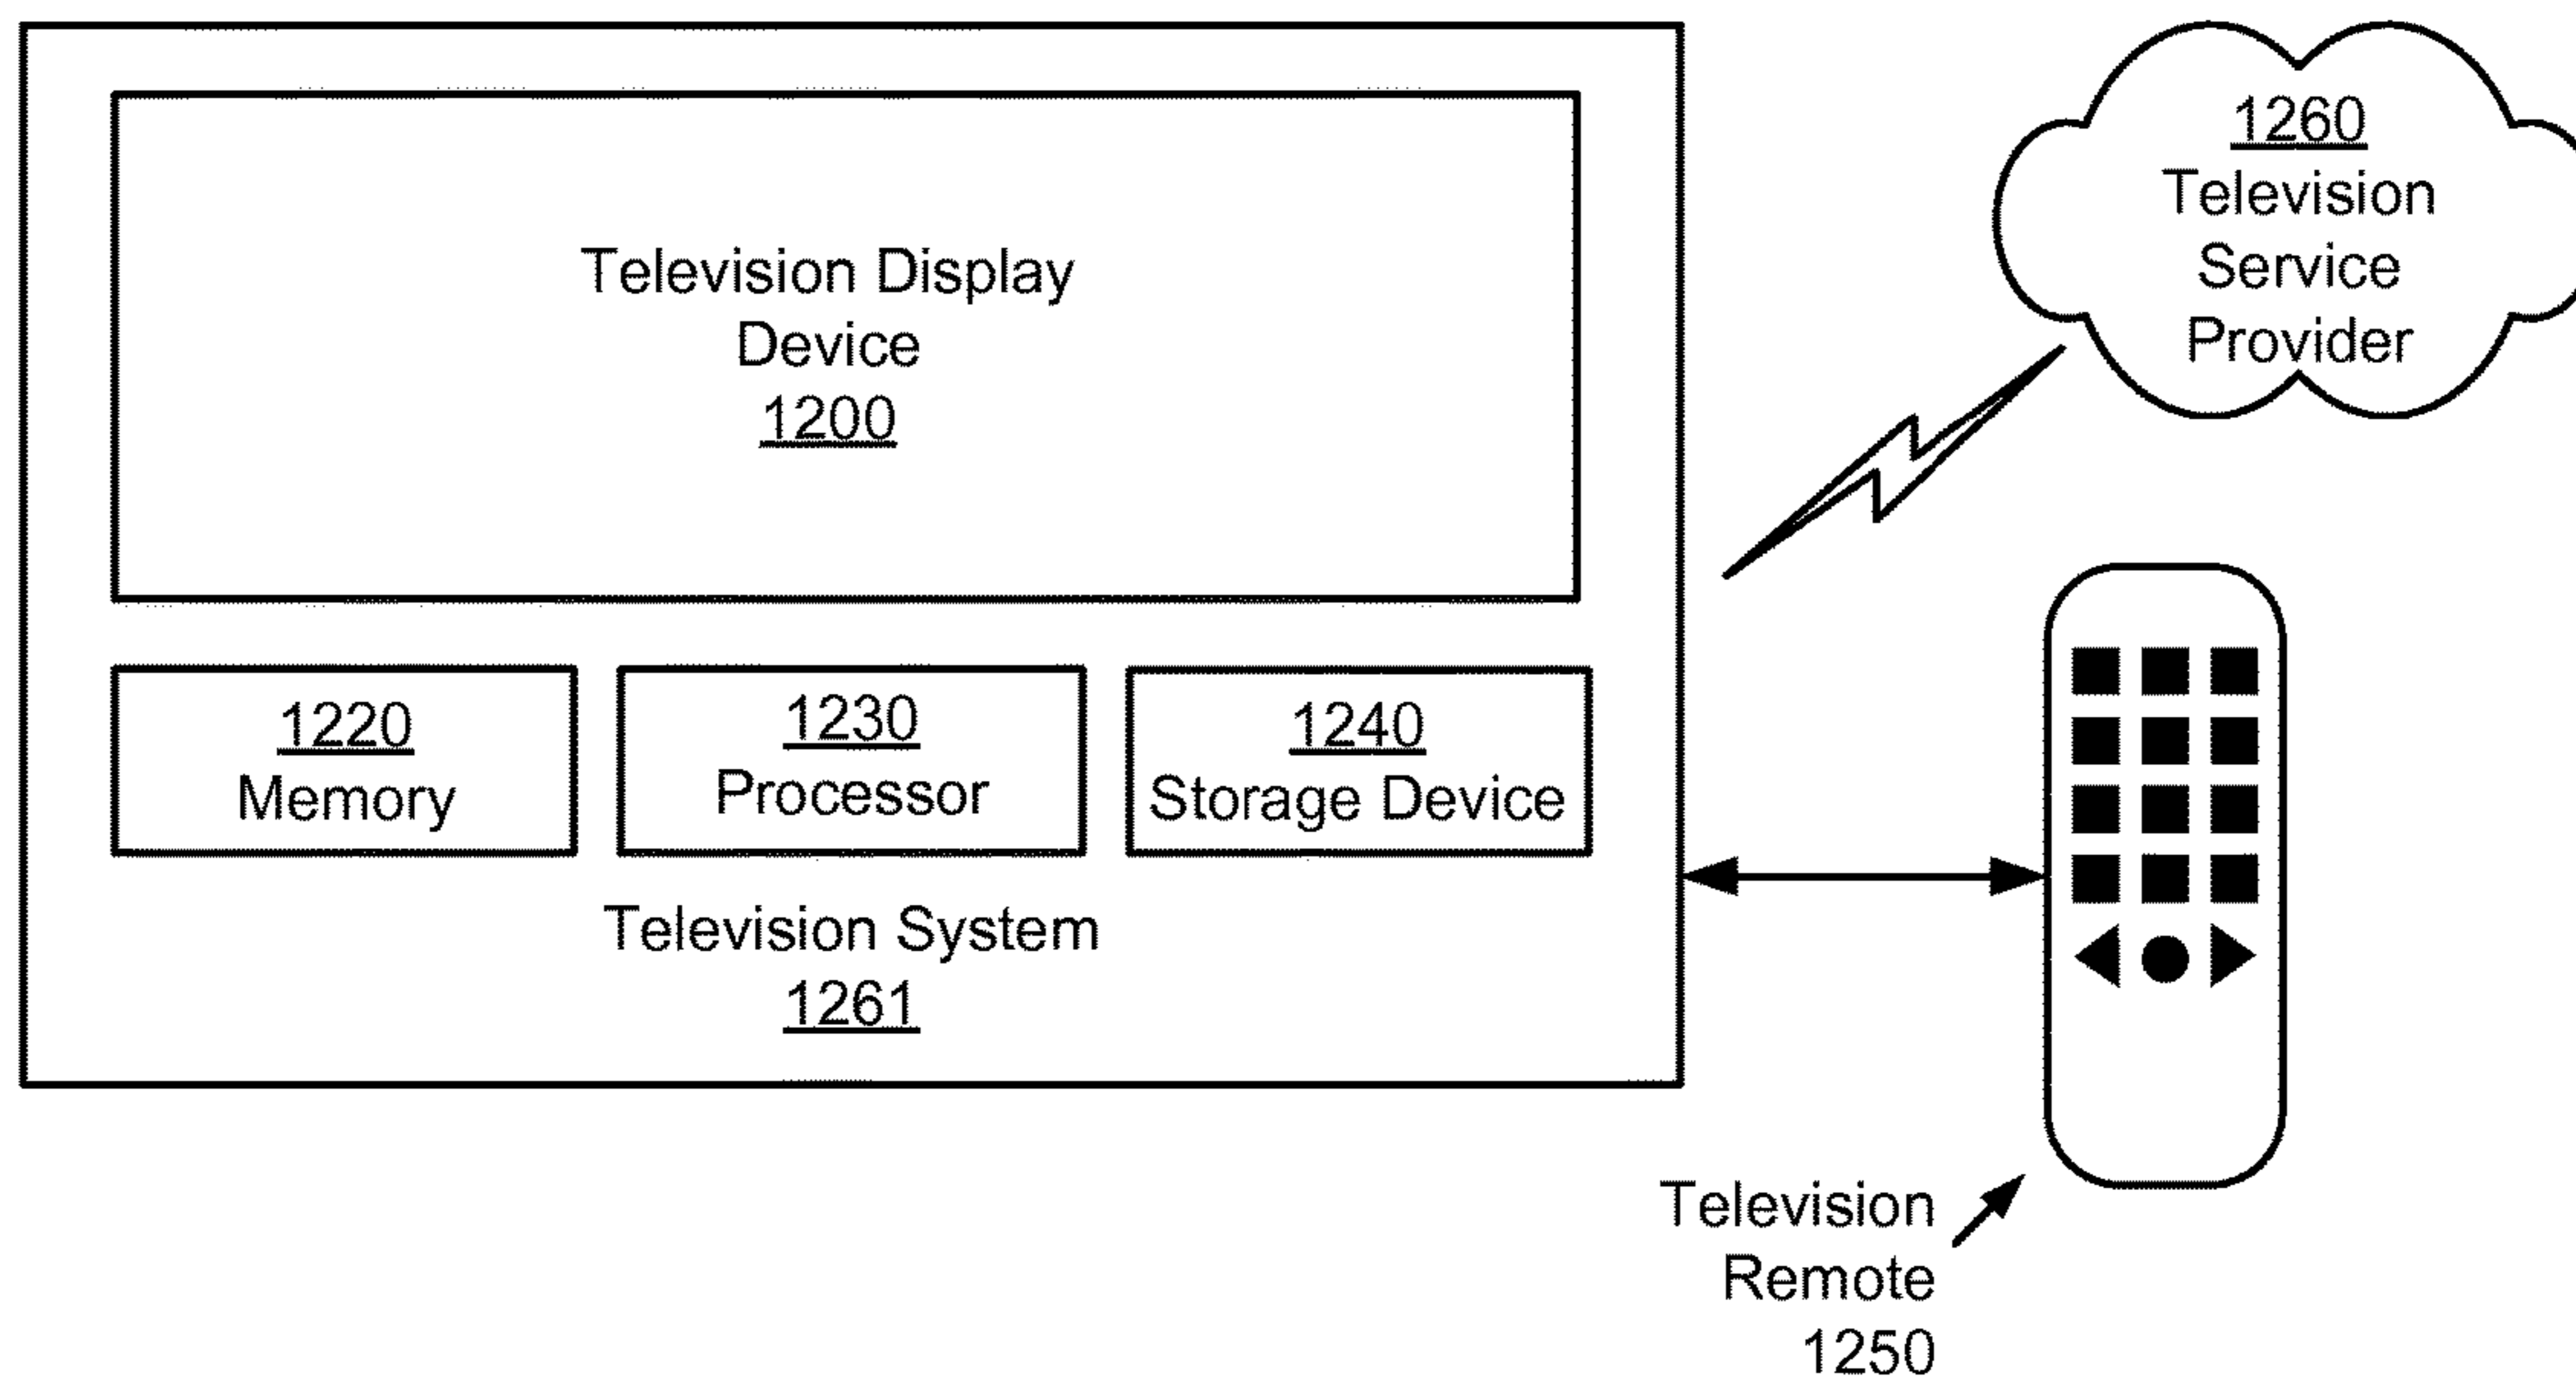 Television Display
Device
1200
1220
Memory
1230
Processor
1240
Storage Device
Television System
1261
1260
Television
Service
Provider
Television
Remote
1250